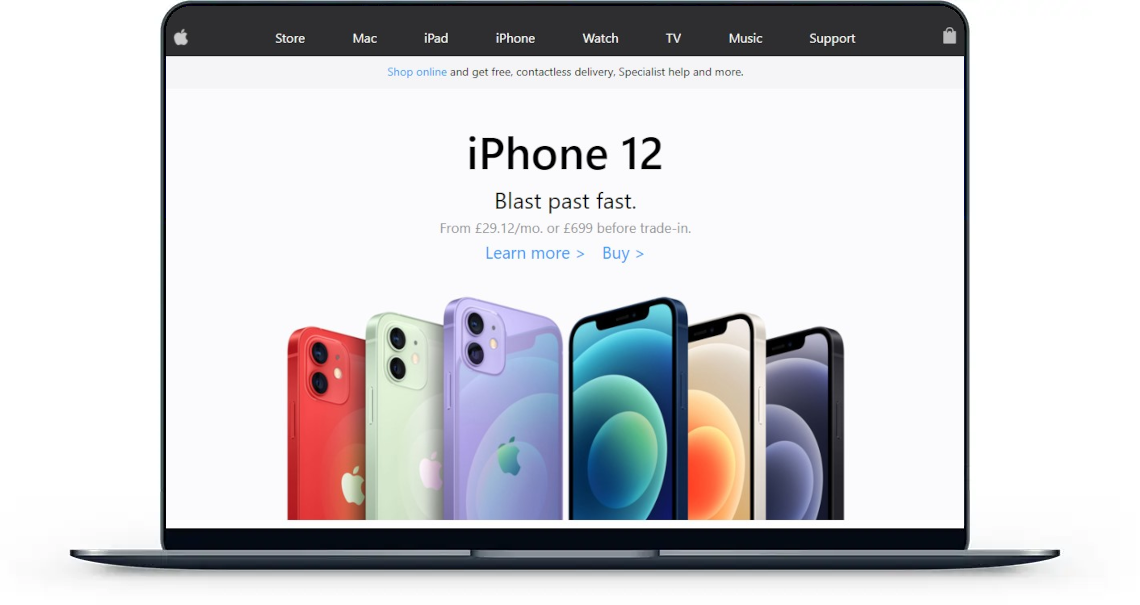 Store Mac iPad iPhone Watch TV Music Support
Shop online and get free, contactless delivery, Specialist help and more.
iPhone 12
Blast past fast.
From £29.12/mo. or £699 before trade-in.
Learn more > Buy >